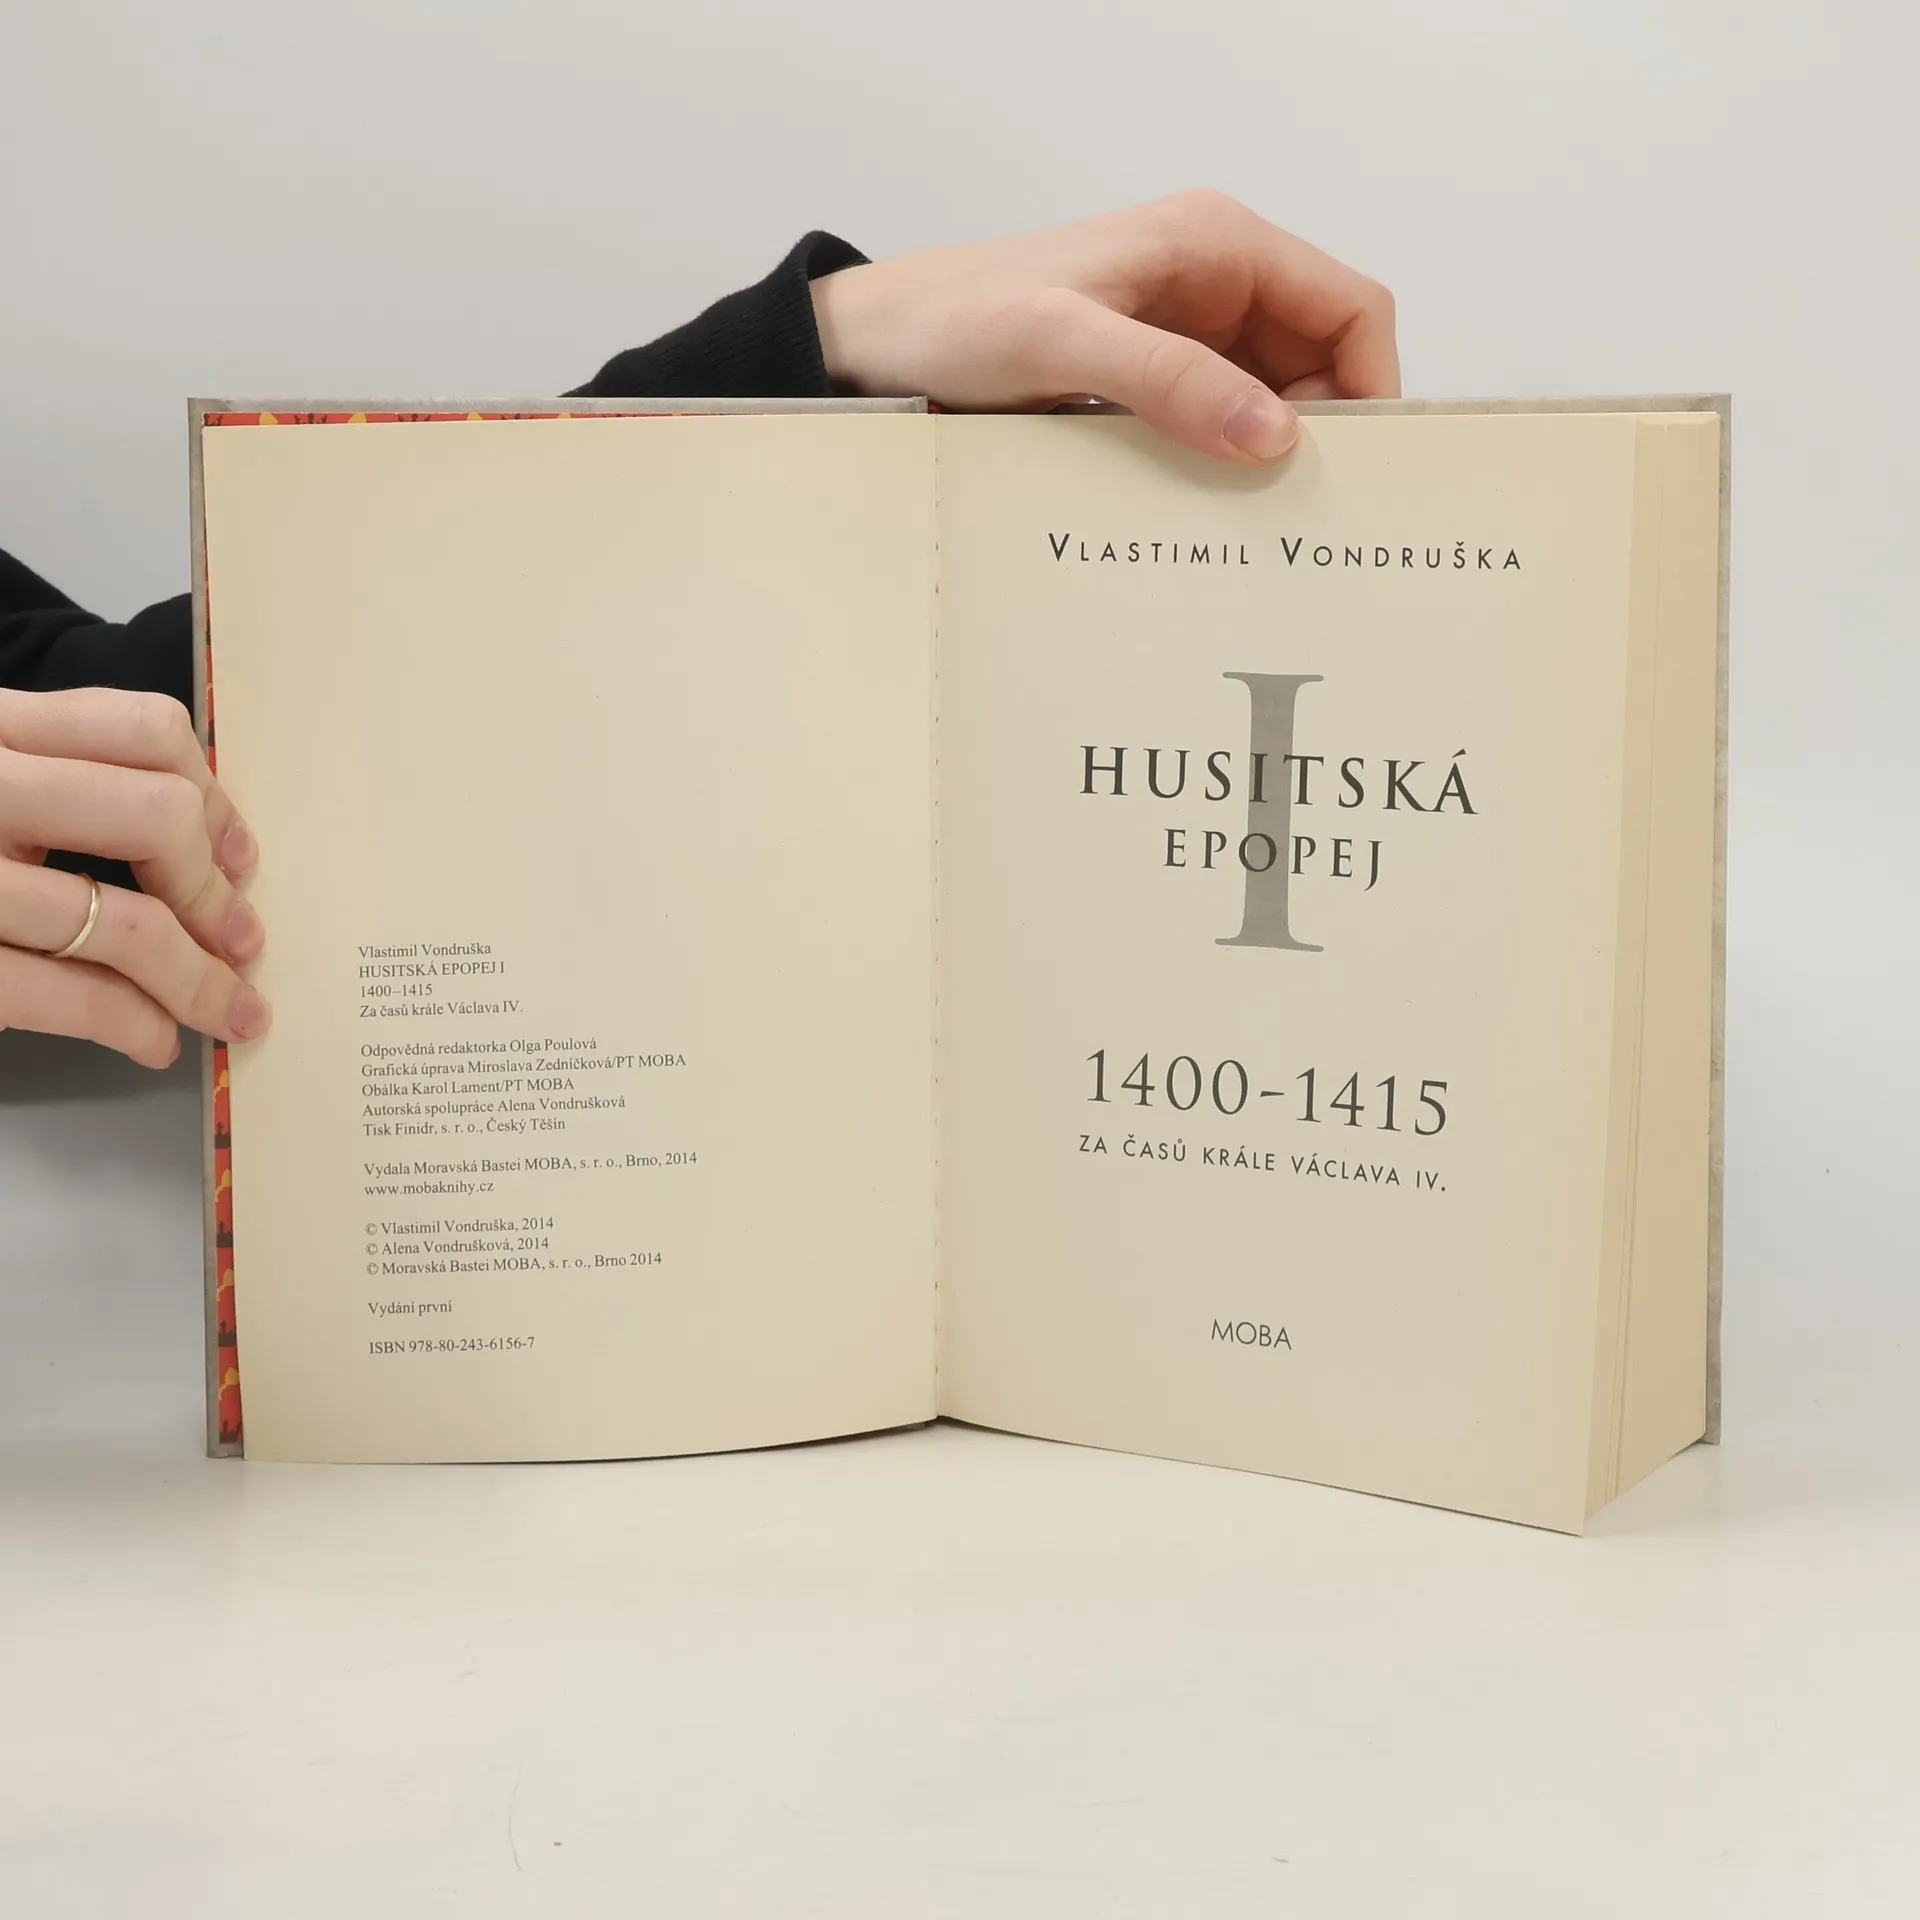 Vlastimil Vondruška
HUSITSKÁ EPOPEJ I
1400–1415
Za časů krále Václava IV.
Odpovědná redaktorka Olga Poulová
Grafická úprava Miroslava Zedníčková/PT MOBA
Obálka Karol Lament/PT MOBA
Autorská spolupráce Alena Vondrušková
Tisk Finidr, s. r. o., Český Těšín
Vydala Moravská Bastei MOBA, s. r. o., Brno, 2014
www.mobaknihy.cz
© Vlastimil Vondruška, 2014
© Alena Vondrušková, 2014
© Moravská Bastei MOBA, s. r. o., Brno 2014
Vydání první
ISBN 978-80-243-6156-7
VLASTIMIL VONDRUŠKA
I
HUSITSKÁ
EPOPEJ
1400-1415
ZA ČASŮ KRÁLE VÁCLAVA IV.
MOBA